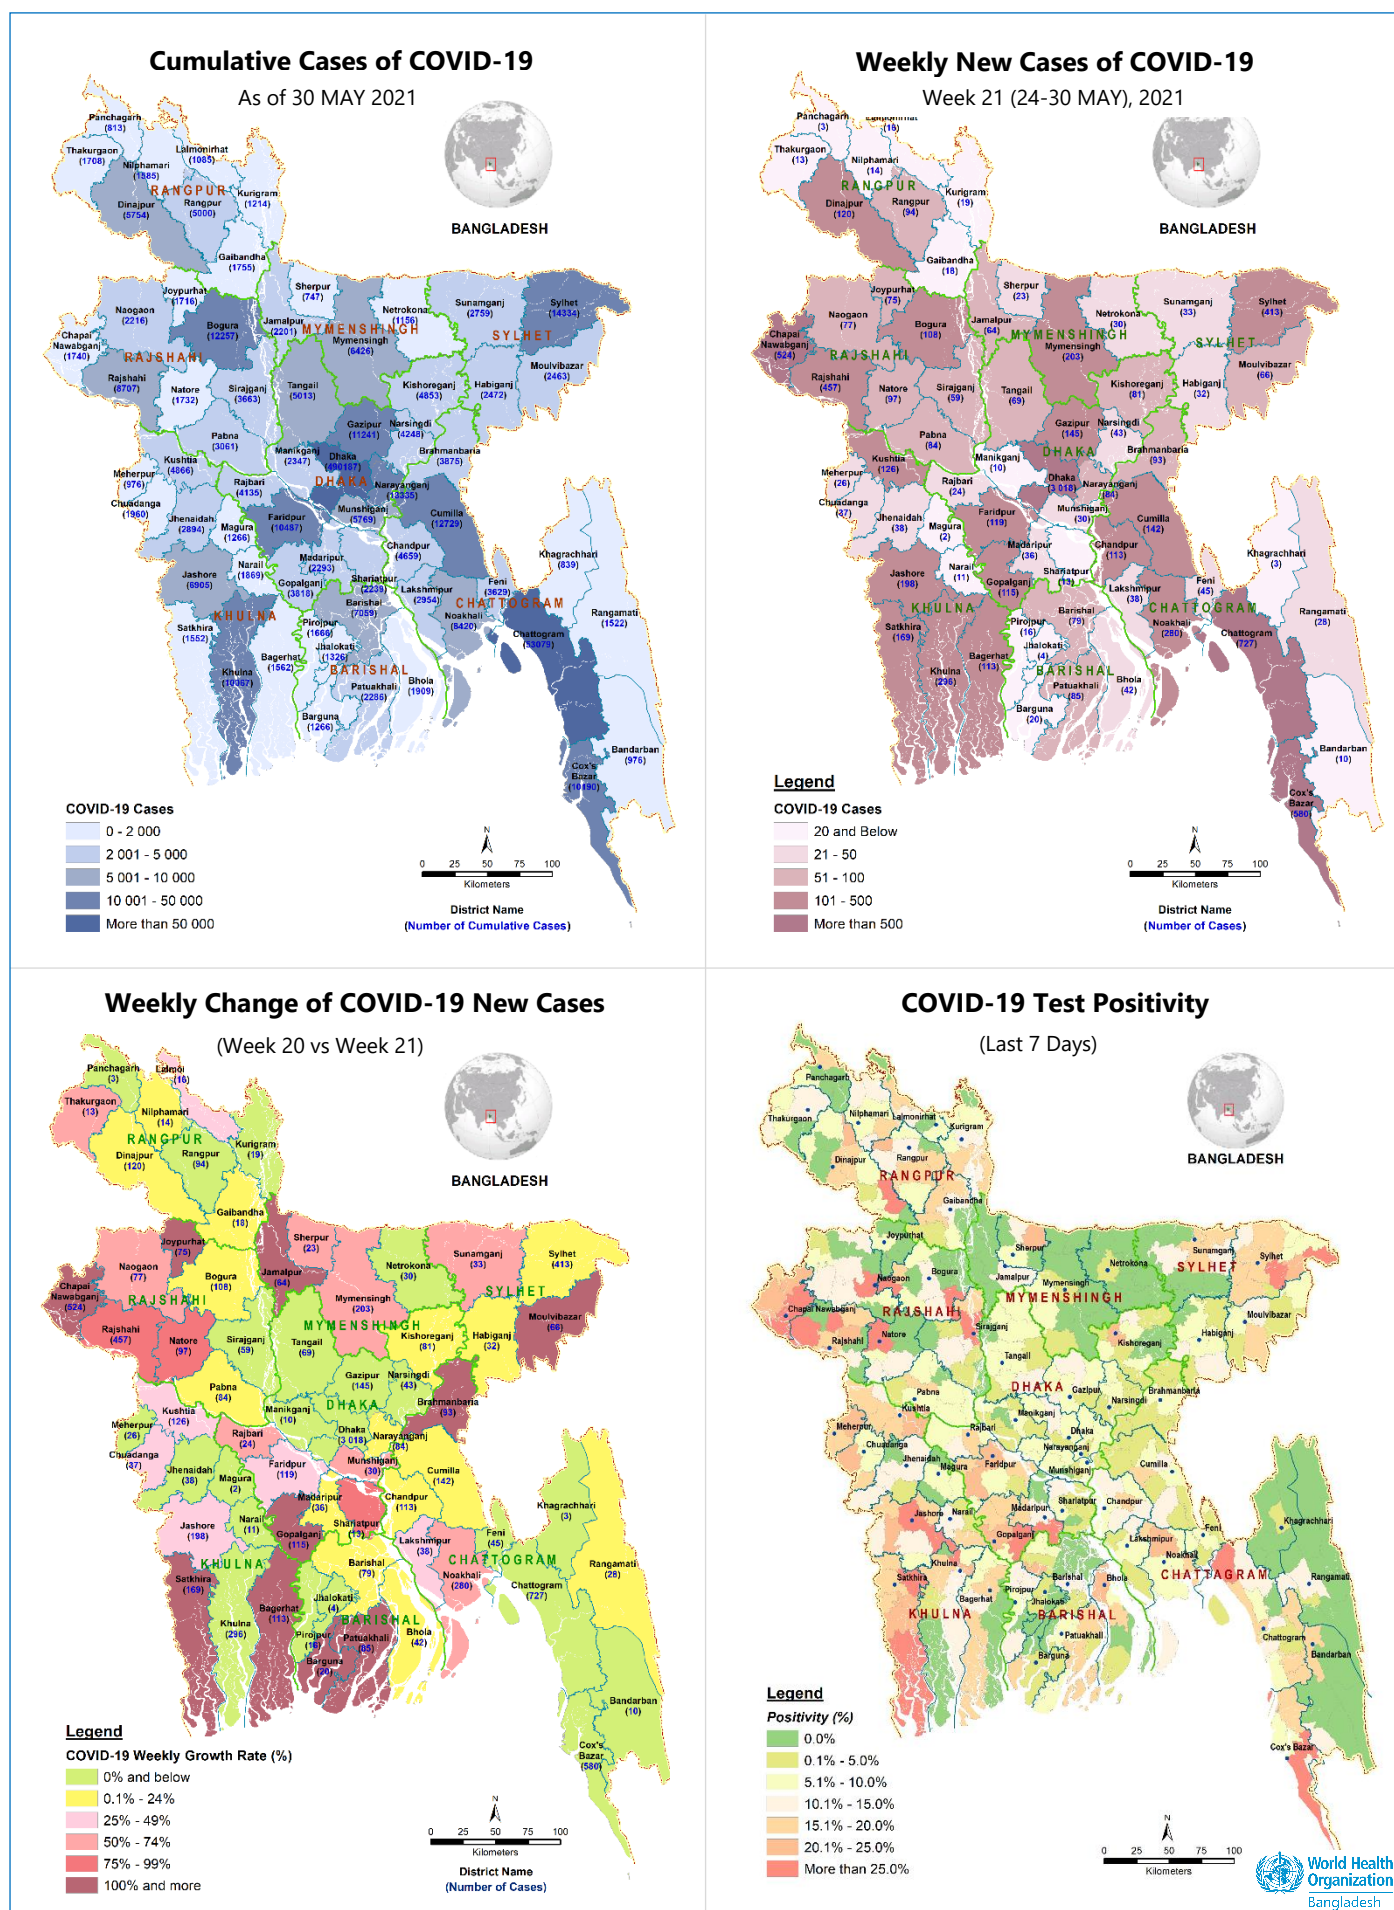 Cumulative Cases of COVID-19
As of 30 MAY 2021
Panchagarh
(813)
Thakurgaon
(1708)
Lalmonirhat
(1085)
Nilphamari
(1585)
RANGPUR
Kurigram
(1214)
Dinajpur
(5754)
Rangpur
(5000)
BANGLADESH
Gaibandha
(1755)
Joypurhat
(1716)
Sherpur
(747)
Naogaon
(2216)
Bogura
(12257)
Jamalpur
(2201)
Netrokona
(1156)
Sunamganj
(2759)
Sylhet
(14334)
MYMENSINGH
Mymensingh
(6426)
SYLHET
Chapai
Nawabganj
(1740)
RAJSHAHI
Moulvibazar
(2463)
Rajshahi
(8707)
Natore
(1732)
Sirajganj
(3663)
Tangail
(5013)
Kishoreganj
(4853)
Habiganj
(2472)
Gazipur
(11241)
Narsingdi
(4248)
Pabna
(3061)
Manikganj
(2347)
Dhaka
Brahmanbaria
(3875)
Kushtia
(4866)
Meherpur
(976)
DHAKA
Rajbari
(4135)
Narayanganj
(13335)
Chuadanga
(1960)
Jhenaidah
(2894)
Magura
(1266)
Faridpur
(10487)
Munshiganj
(5769)
Cumilla
(12729)
Madaripur
(2293)
Chandpur
(4659)
Khagrachhari
(839)
Jashore
(6905)
Narail
(1869)
Gopalganj
(3818)
Shariatpur
(2239)
Lakshmipur
(2954)
Feni
(3629)
CHATTOGRAM
Barishal
(7059)
Noakhali
(8420)
Rangamati
(1522)
KHULNA
Satkhira
(1552)
Pirojpur
(1666)
Chattogram
(53079)
Jhalokati
(1326)
Bagerhat
(1562)
BARISHAL
Khulna
Patuakhali
(2286)
Bhola
(1909)
Barguna
(1266)
Bandarban
(976)
Cox's
Bazar
(10190)
COVID-19 Cases
0 - 2 000
2 001 - 5 000
5 001 - 10 000
10 001 - 50 000
More than 50 000
N
0 25 50 75 100
Kilometers
District Name
(Number of Cumulative Cases)
Weekly New Cases of COVID-19
Week 21 (24-30 MAY), 2021
Panchagarh
(3)
(16)
Thakurgaon
(13)
Nilphamari
(14)
RANGPUR
Kurigram
(19)
Dinajpur
(120)
Rangpur
(94)
BANGLADESH
Gaibandha
(18)
Joypurhat
(75)
Sherpur
(23)
Naogaon
(77)
Bogura
(108)
Jamalpur
(64)
Netrokona
(30)
Sunamganj
(33)
Sylhet
(413)
MYMENSINGH
Mymensingh
(203)
SYLHET
Chapai
Nawabganj
(524)
RAJSHAHI
Moulvibazar
(66)
Rajshahi
(457)
Natore
(97)
Sirajganj
(59)
Tangail
(69)
Kishoreganj
(81)
Habiganj
(32)
Gazipur
(145)
Narsingdi
(43)
Pabna
(84)
DHAKA
Manikganj
(10)
Brahmanbaria
(93)
Kushtia
(126)
Meherpur
(26)
Rajbari
(24)
Dhaka
(3 018)
Narayanganj
(84)
Chuadanga
(37)
Jhenaidah
(38)
Magura
(2)
Faridpur
(119)
Munshiganj
(30)
Cumilla
(142)
Madaripur
(36)
Chandpur
(113)
Khagrachhari
(3)
Jashore
(198)
Narail
(11)
Gopalganj
(115)
Shariatpur
(13)
Lakshmipur
(38)
Feni
(45)
KHULNA
CHATTOGRAM
Barishal
(79)
Noakhali
(280)
Rangamati
(28)
Satkhira
(169)
Pirojpur
(16)
Chattogram
(727)
Jhalokati
(4)
Bagerhat
(113)
BARISHAL
Khulna
(296)
Patuakhali
(85)
Bhola
(42)
Barguna
(20)
Bandarban
(10)
Cox's
Bazar
(580)
Legend
COVID-19 Cases
20 and Below
21 - 50
51 - 100
101 - 500
More than 500
N
0 25 50 75 100
Kilometers
District Name
(Number of Cases)
Weekly Change of COVID-19 New Cases
(Week 20 vs Week 21)
Panchagarh
(3)
Lalmoi
(16)
Thakurgaon
(13)
Nilphamari
(14)
RANGPUR
Kurigram
(19)
Dinajpur
(120)
Rangpur
(94)
BANGLADESH
Gaibandha
(18)
Joypurhat
(75)
Sherpur
(23)
Naogaon
(77)
Bogura
(108)
Jamalpur
(64)
Netrokona
(30)
Sunamganj
(33)
Sylhet
(413)
Chapai
Nawabganj
(524)
RAJSHAHI
Mymensingh
(203)
SYLHET
MYMENSINGH
Moulvibazar
(66)
Rajshahi
(457)
Natore
(97)
Sirajganj
(59)
Tangail
(69)
Kishoreganj
(81)
Habiganj
(32)
Gazipur
(145)
Narsingdi
(43)
Pabna
(84)
DHAKA
Manikganj
(10)
Brahmanbaria
(93)
Kushtia
(126)
Meherpur
(26)
Rajbari
(24)
Dhaka
(3 018)
Narayanganj
(84)
Chuadanga
(37)
Jhenaidah
(38)
Magura
(2)
Faridpur
(119)
Munshiganj
(30)
Cumilla
(142)
Madaripur
(36)
Chandpur
(113)
Khagrachhari
(3)
Jashore
(198)
Narail
(11)
Gopalganj
(115)
Shariatpur
(13)
Lakshmipur
(38)
Feni
(45)
KHULNA
CHATTOGRAM
Barishal
(79)
Noakhali
(280)
Rangamati
(28)
Satkhira
(169)
Chattogram
(727)
Jhalokati
(4)
Bagerhat
(113)
BARISHAL
Khulna
(296)
Pirojpur
(16)
Patuakhali
(85)
Bhola
(42)
Barguna
(20)
Bandarban
(10)
Cox's
Bazar
(580)
Legend
COVID-19 Weekly Growth Rate (%)
0% and below
0.1% - 24%
25% - 49%
50% - 74%
75% - 99%
100% and more
N
0 25 50 75 100
Kilometers
District Name
(Number of Cases)
COVID-19 Test Positivity
(Last 7 Days)
Panchagarh
Thakurgaon
Nilphamari
Lalmonirhat
Kurigram
Dinajpur
Rangpur
RANGPUR
BANGLADESH
Gaibandha
Joypurhat
Sherpur
Sunamganj
Sylhet
Naogaon
Bogura
Jamalpur
Netrokona
SYLHET
Mymensingh
MYMENSINGH
Chapai Nawabganj
RAJSHAHI
Moulvibazar
Rajshahi
Natore
Sirajganj
Kishoreganj
Habiganj
Tangail
DHAKA
Gazipur
Narsingdi
Brahmanbaria
Pabna
Kushtia
Manikganj
Meherpur
Rajbari
Dhaka
Chuadanga
Narayanganj
Jhenaidah
Magura
Faridpur
Munshiganj
Cumilla
Madaripur
Shariatpur
Chandpur
Khagrachhari
Jashore
Narail
Gopalganj
Lakshmipur
Feni
Khulna
Noakhali
CHATTAGRAM
Satkhira
Barishal
Bhola
Rangamati
Bagerhat
Pirojpur
Jhalokati
KHULNA
BARISHAL
Patuakhali
Chattogram
Barguna
Bandarban
Cox's Bazar
Legend
Positivity (%)
0.0%
0.1% - 5.0%
5.1% - 10.0%
10.1% - 15.0%
15.1% - 20.0%
20.1% - 25.0%
More than 25.0%
N
0 25 50 75 100
Kilometers
World Health
Organization
Bangladesh